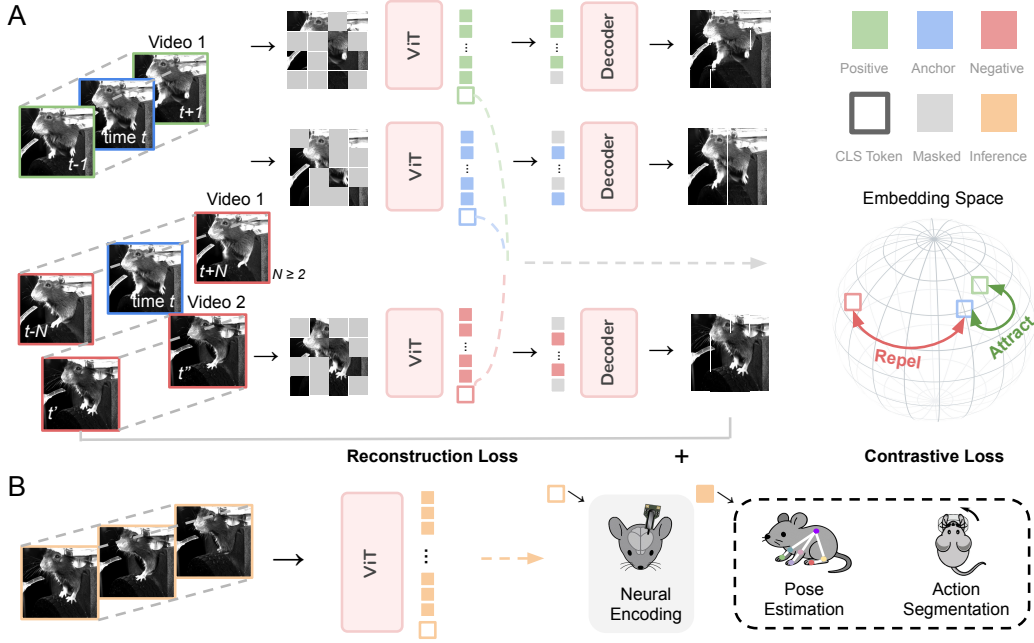 A
Video 1
t-1
time t
t+1
ViT
Decoder
Positive
Anchor
Negative
CLS Token
Masked
Inference
ViT
Decoder
Video 1
t-N
time t
t+N
N ≥ 2
Video 2
t'
t"
ViT
Decoder
Embedding Space
Repel
Attract
Reconstruction Loss
+
Contrastive Loss
B
ViT
Neural
Encoding
Pose
Estimation
Action
Segmentation